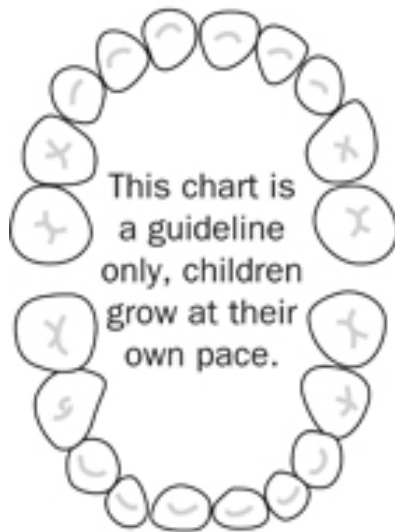 This chart is
a guideline
only, children
grow at their
own pace.